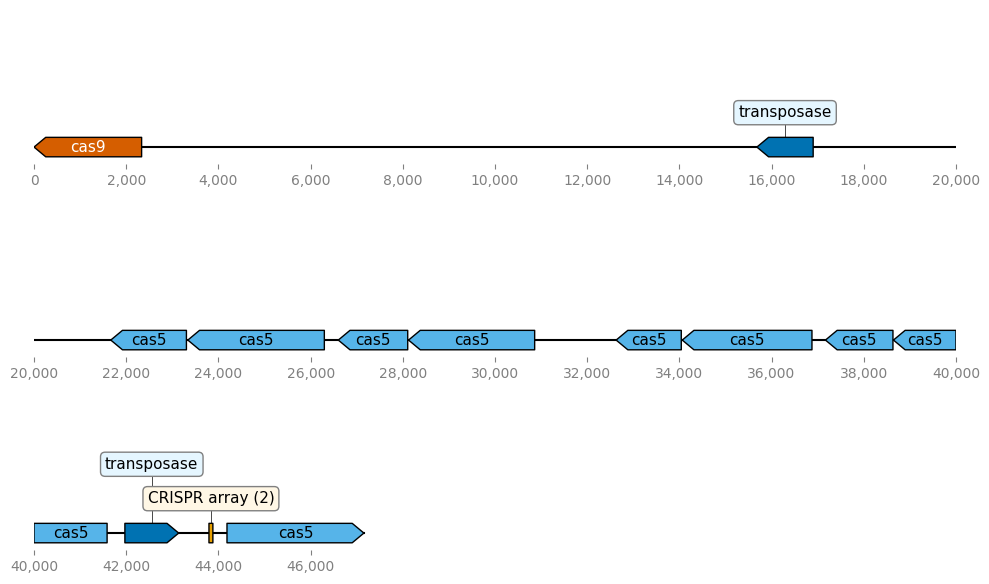 transposase
cas9
0 2,000 4,000 6,000 8,000 10,000 12,000 14,000 16,000 18,000 20,000
cas5 cas5 cas5 cas5 cas5 cas5 cas5 cas5
20,000 22,000 24,000 26,000 28,000 30,000 32,000 34,000 36,000 38,000 40,000
transposase
CRISPR array (2)
cas5 cas5
40,000 42,000 44,000 46,000